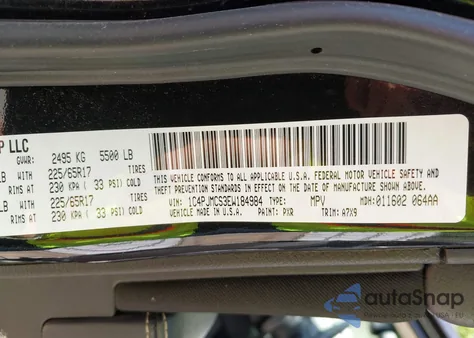 P LLC
GVWR: 2495 KG 5500 LB
LB WITH 225/65R17 TIRES
RIMS AT 230 KPA ( 33 PSI) COLD
LB WITH 225/65R17 TIRES
RIMS AT 230 KPA ( 33 PSI) COLD
THIS VEHICLE CONFORMS TO ALL APPLICABLE U.S.A. FEDERAL MOTOR VEHICLE SAFETY AND
THEFT PREVENTION STANDARDS IN EFFECT ON THE DATE OF MANUFACTURE SHOWN ABOVE.
MADE IN U.S.A.
VIN: 1C4PJMCS3EW184984 TYPE: MPV MDH: 011602 064AA
PAINT: PXR TRIM: A7X9
autoSnap